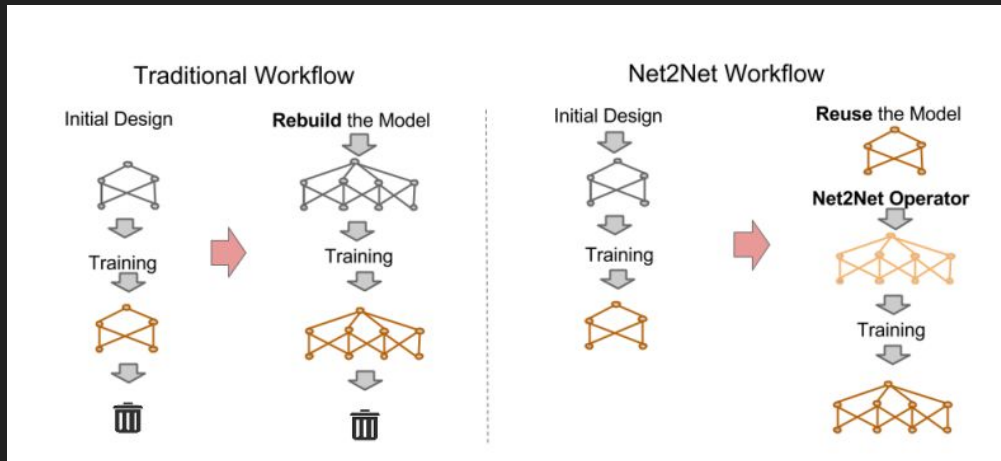 Traditional Workflow
Initial Design
Training
Rebuild the Model
Training
Net2Net Workflow
Initial Design
Training
Reuse the Model
Net2Net Operator
Training